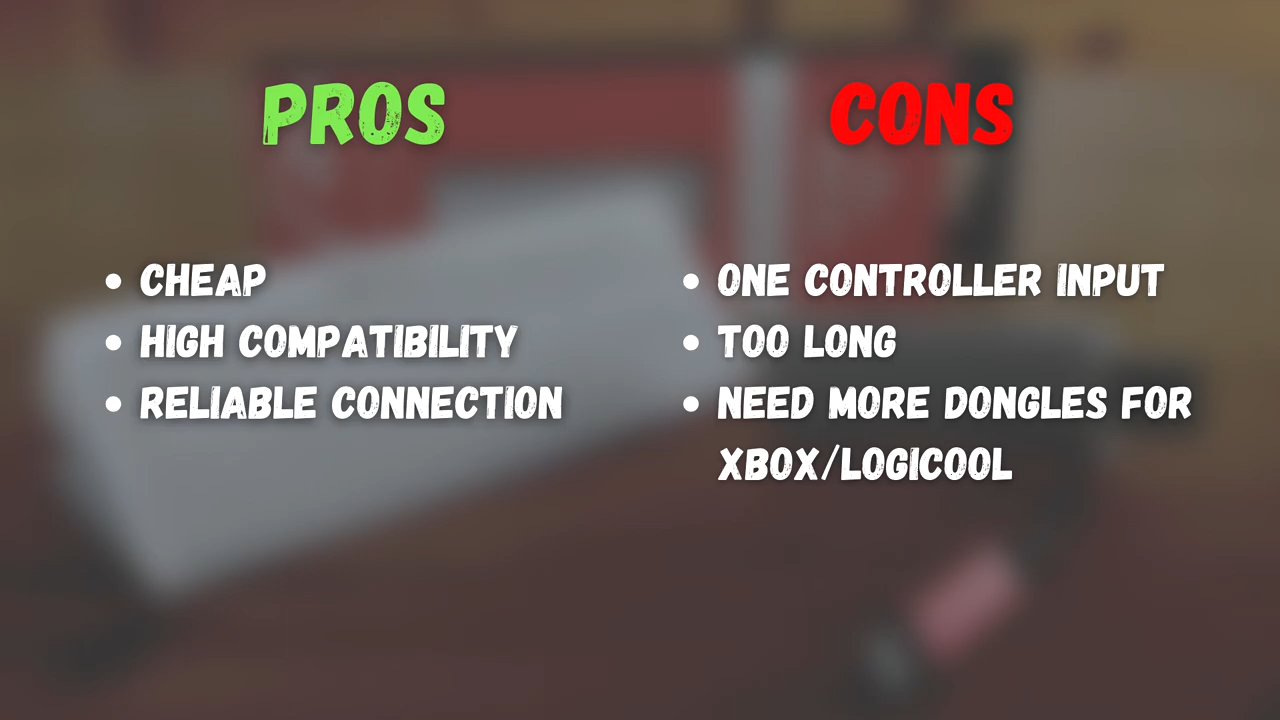 PROS
CONS
• CHEAP
• HIGH COMPATIBILITY
• RELIABLE CONNECTION
• ONE CONTROLLER INPUT
• TOO LONG
• NEED MORE DONGLES FOR
XBOX/LOGICOOL